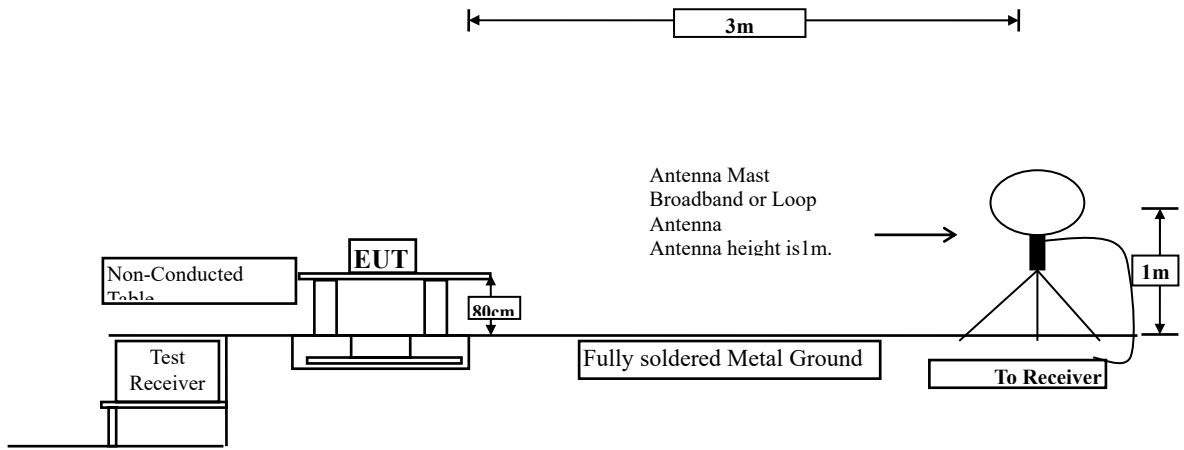 3m
Antenna Mast
Broadband or Loop
Antenna
Antenna height is1m.
EUT
Non-Conducted
Table
80cm
1m
Test
Receiver
Fully soldered Metal Ground
To Receiver